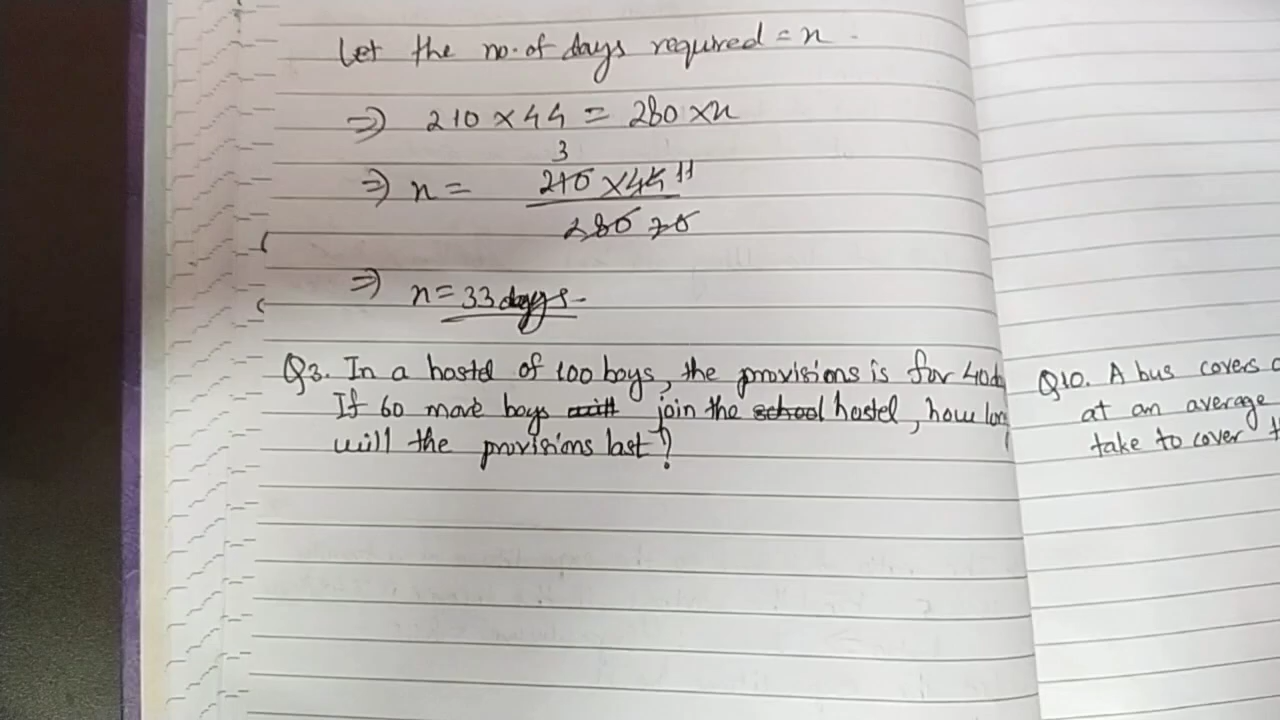 Let the no. of days required = n.
⇒ 210 × 44 = 280 × n
3
⇒ n = 210 × 44 11
280 70
⇒ n = 33 days.
Q3. In a hostel of 100 boys, the provisions is for 40d
If 60 more boys join the school hostel, how lon
will the provisions last?
Q10. A bus covers
at an average
take to cover